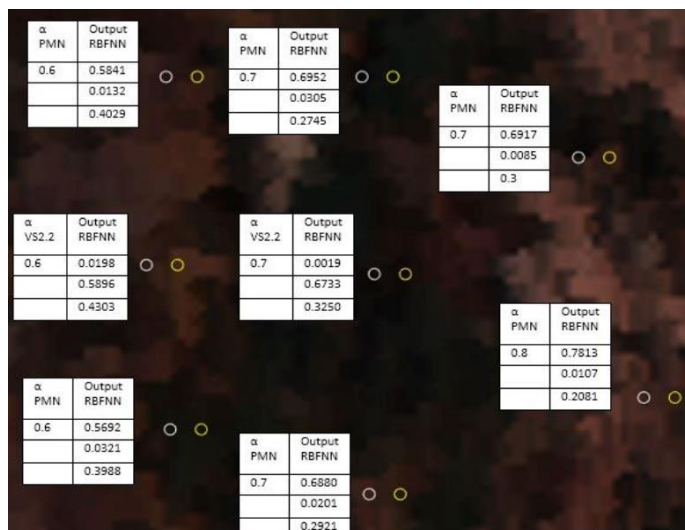 α Output
PMN RBFNN
0.6 0.5841
0.0132
0.4029
α Output
PMN RBFNN
0.7 0.6952
0.0305
0.2745
α Output
PMN RBFNN
0.7 0.6917
0.0085
0.3
α Output
VS2.2 RBFNN
0.6 0.0198
0.5896
0.4303
α Output
VS2.2 RBFNN
0.7 0.0019
0.6733
0.3250
α Output
PMN RBFNN
0.8 0.7813
0.0107
0.2081
α Output
PMN RBFNN
0.6 0.5692
0.0321
0.3988
α Output
PMN RBFNN
0.7 0.6880
0.0201
0.2921